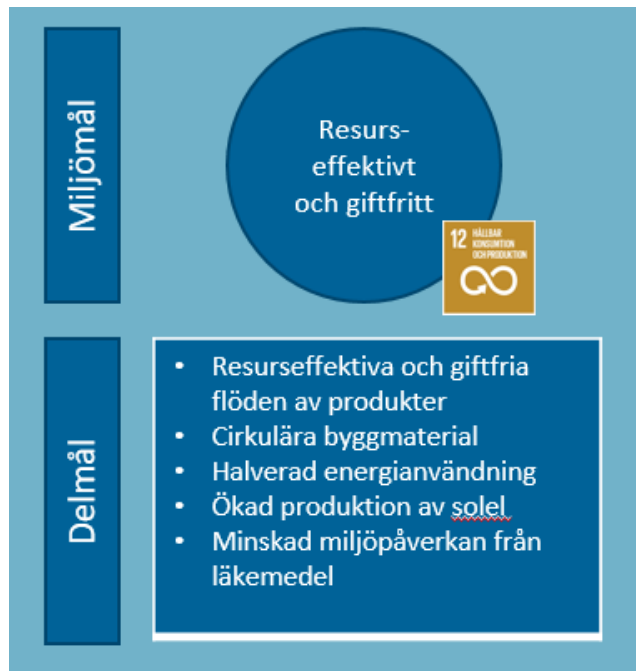 Miljömål
Resurs-
effektivt
och giftfritt
12 HÅLLBAR
KONSUMTION
OCH PRODUKTION
Delmål
• Resurseffektiva och giftfria
flöden av produkter
• Cirkulära byggmaterial
• Halverad energianvändning
• Ökad produktion av solel
• Minskad miljöpåverkan från
läkemedel